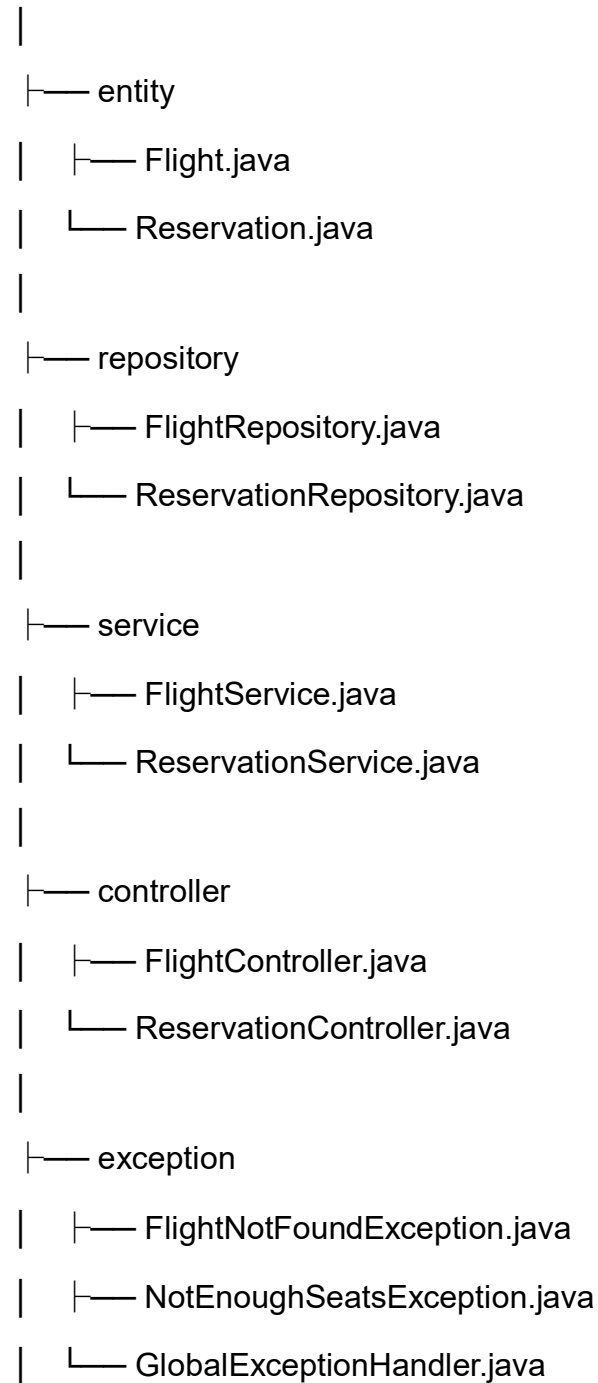 │
├── entity
│ ├── Flight.java
│ └── Reservation.java
│
├── repository
│ ├── FlightRepository.java
│ └── ReservationRepository.java
│
├── service
│ ├── FlightService.java
│ └── ReservationService.java
│
├── controller
│ ├── FlightController.java
│ └── ReservationController.java
│
├── exception
│ ├── FlightNotFoundException.java
│ ├── NotEnoughSeatsException.java
│ └── GlobalExceptionHandler.java